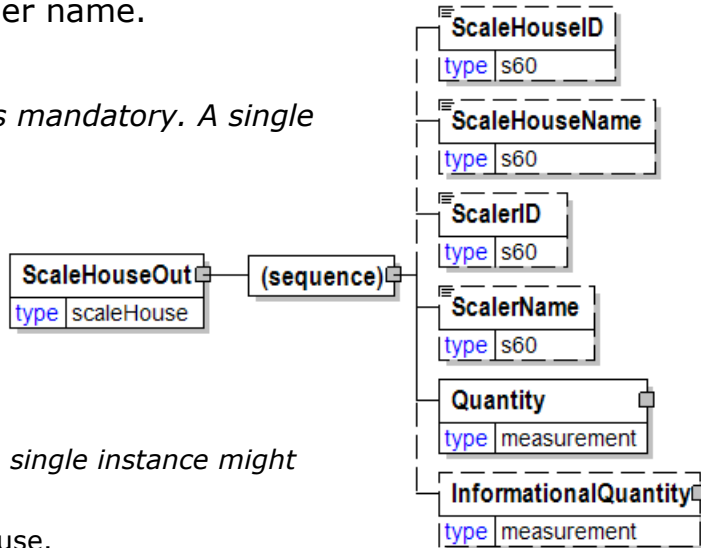 er name.
s mandatory. A single
single instance might
use.
ScaleHouseOut
type scaleHouse
(sequence)
ScaleHouseID
type s60
ScaleHouseName
type s60
ScalerID
type s60
ScalerName
type s60
Quantity
type measurement
InformationalQuantity
type measurement